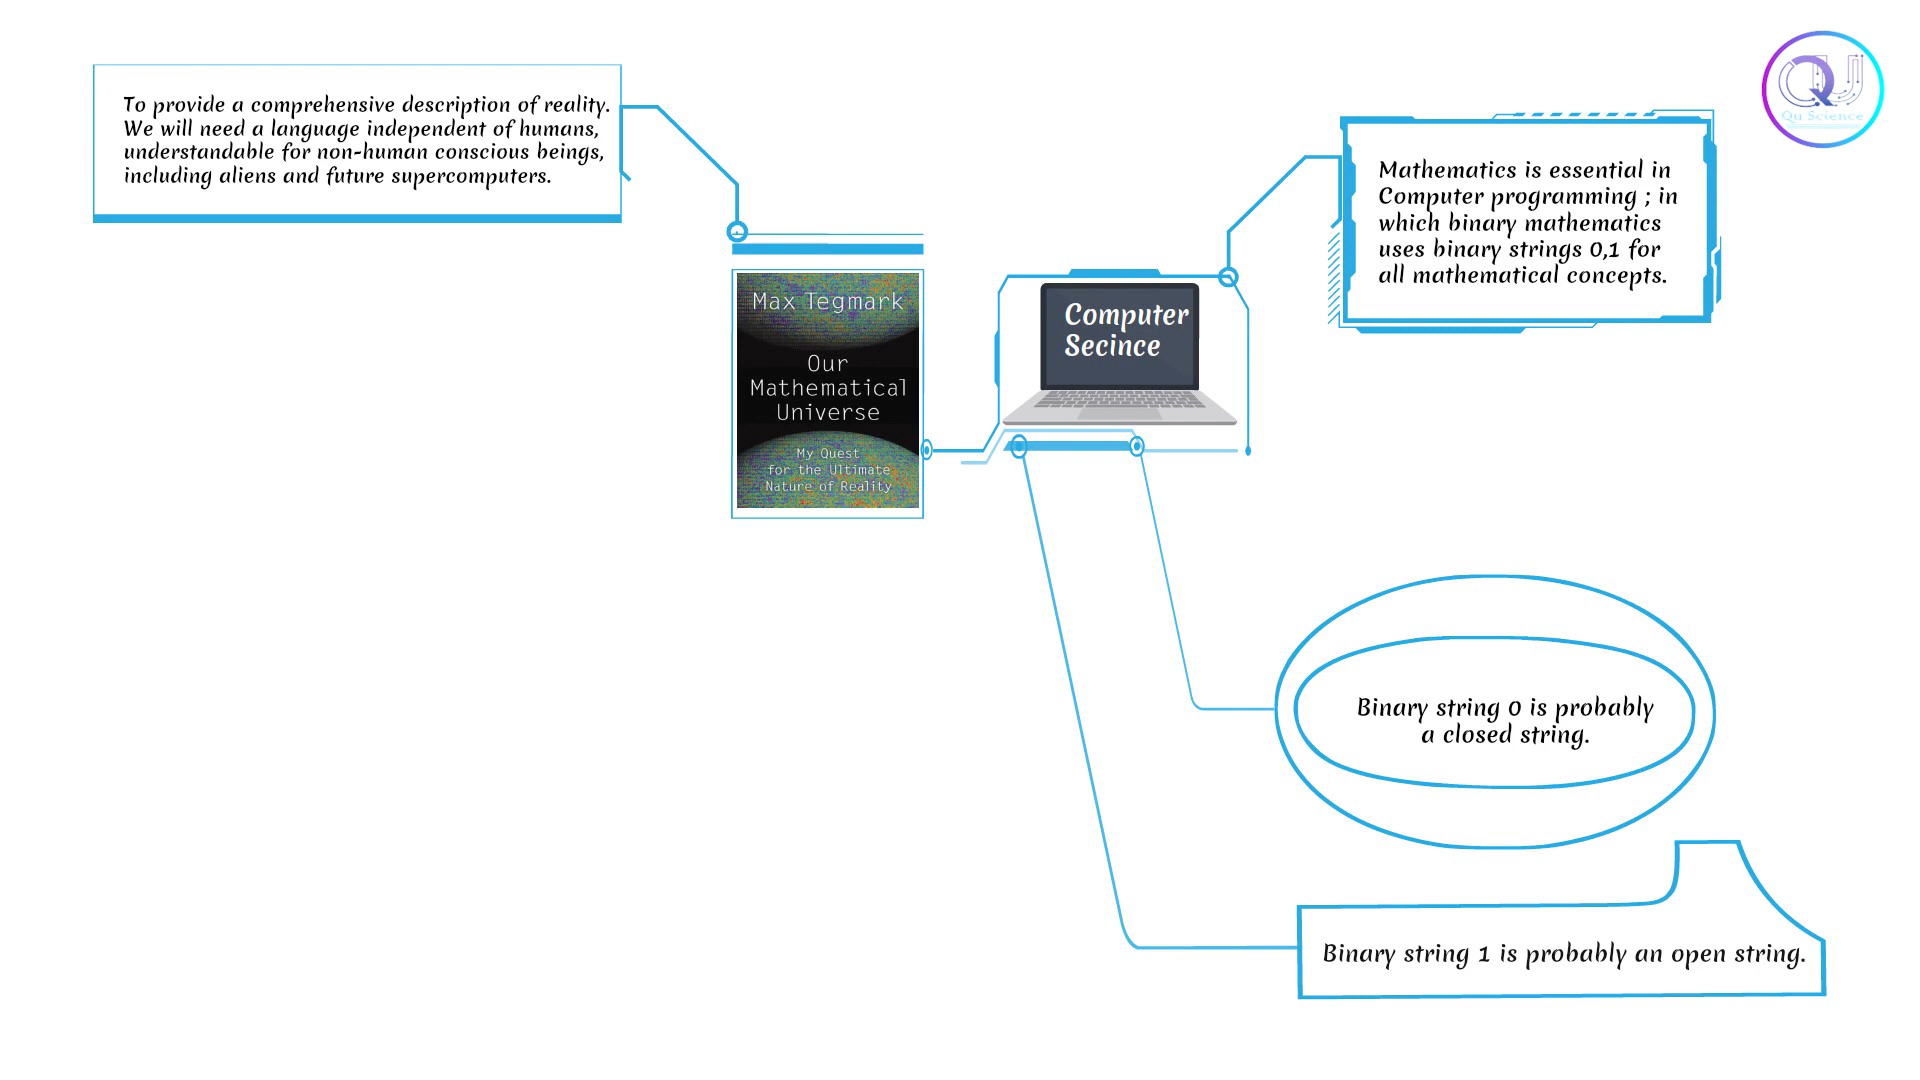 To provide a comprehensive description of reality.
We will need a language independent of humans,
understandable for non-human conscious beings,
including aliens and future supercomputers.
Max Tegmark
Our
Mathematical
Universe
My Quest
for the Ultimate
Nature of Reality
Computer
Secince
Mathematics is essential in
Computer programming ; in
which binary mathematics
uses binary strings 0,1 for
all mathematical concepts.
QU
Qu Science
Binary string 0 is probably
a closed string.
Binary string 1 is probably an open string.